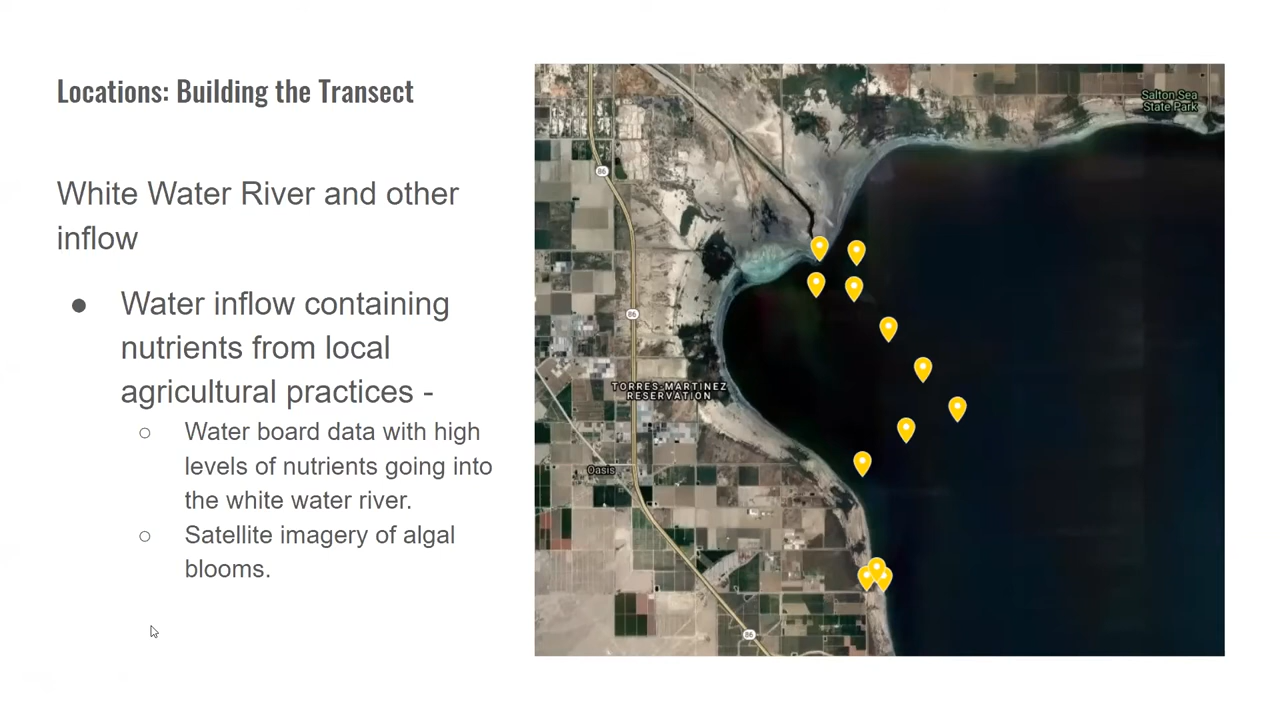 Locations: Building the Transect
White Water River and other
inflow
● Water inflow containing
nutrients from local
agricultural practices -
○ Water board data with high
levels of nutrients going into
the white water river.
○ Satellite imagery of algal
blooms.
Salton Sea
State Park
86
86
TORRES-MARTINEZ
RESERVATION
Oasis
86